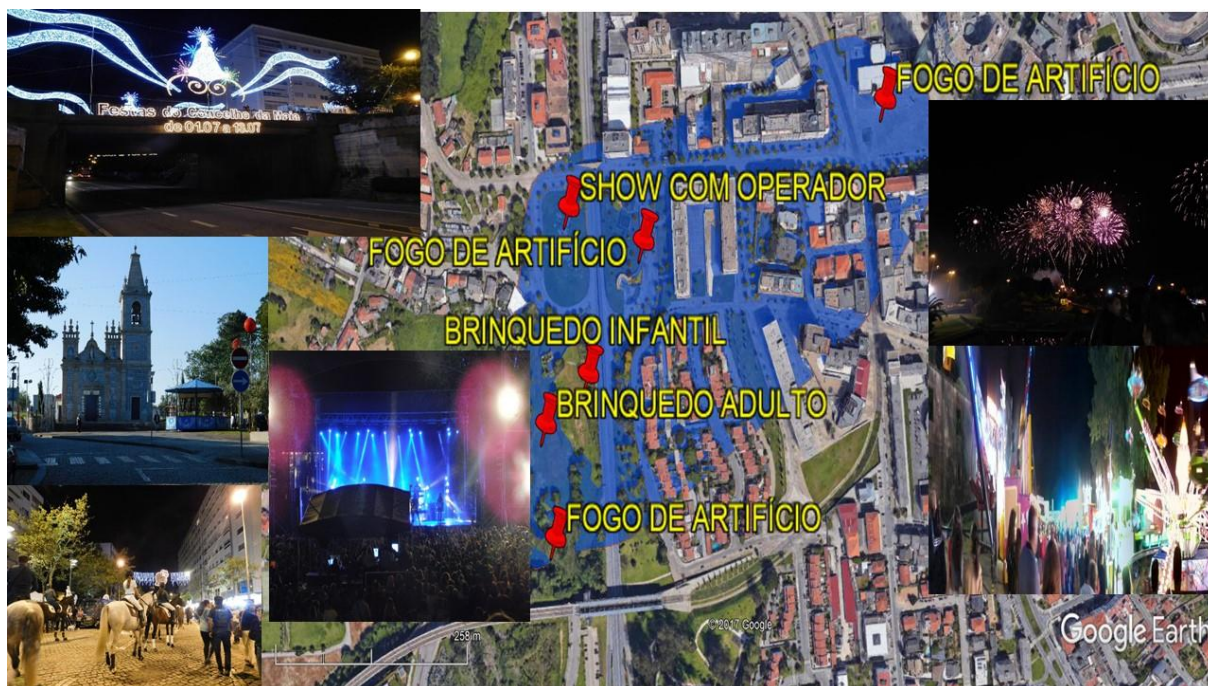 Festas do Concelho da Maia
de 01.07 a 13.07
FOGO DE ARTIFÍCIO
SHOW COM OPERADOR
FOGO DE ARTIFÍCIO
BRINQUEDO INFANTIL
BRINQUEDO ADULTO
FOGO DE ARTIFÍCIO
© 2017 Google
258 m
Google Earth